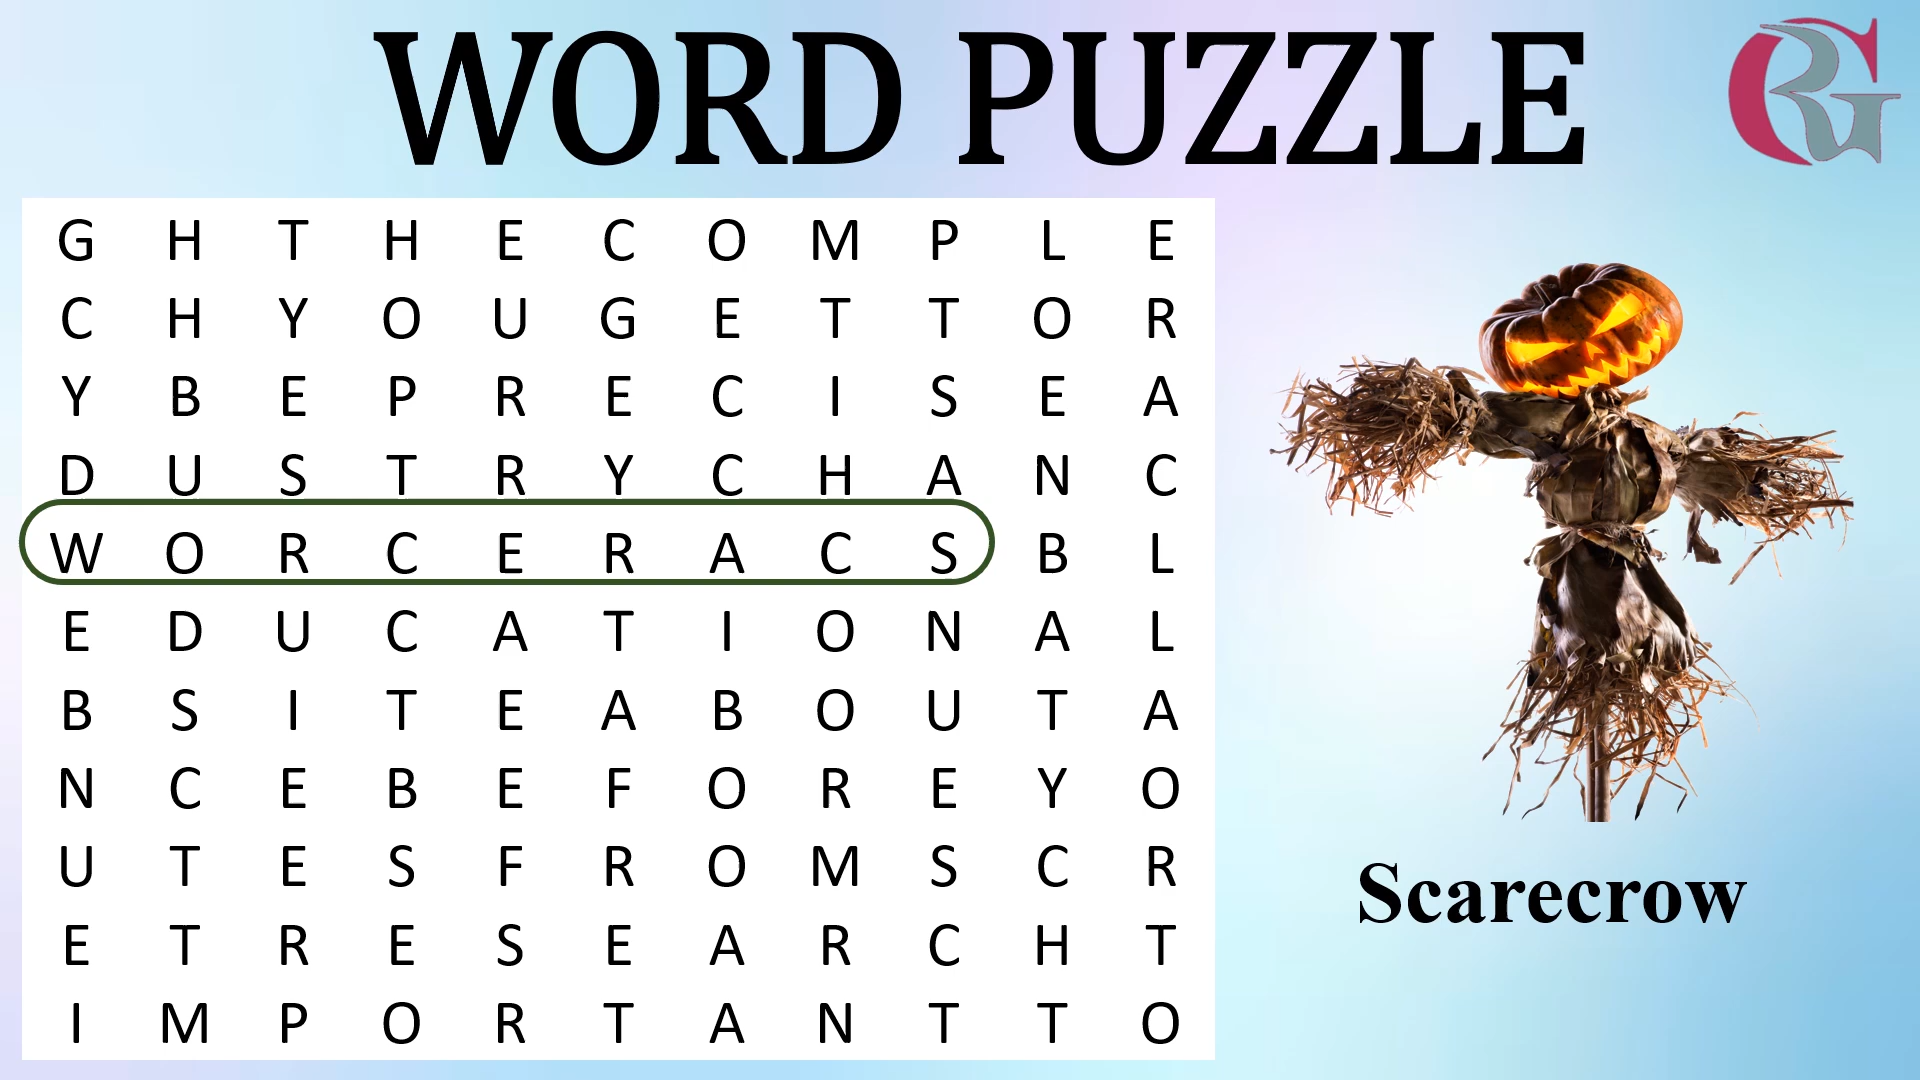 WORD PUZZLE
G H T H E C O M P L E
C H Y O U G E T T O R
Y B E P R E C I S E A
D U S T R Y C H A N C
W O R C E R A C S B L
E D U C A T I O N A L
B S I T E A B O U T A
N C E B E F O R E Y O
U T E S F R O M S C R
E T R E S E A R C H T
I M P O R T A N T T O
Scarecrow